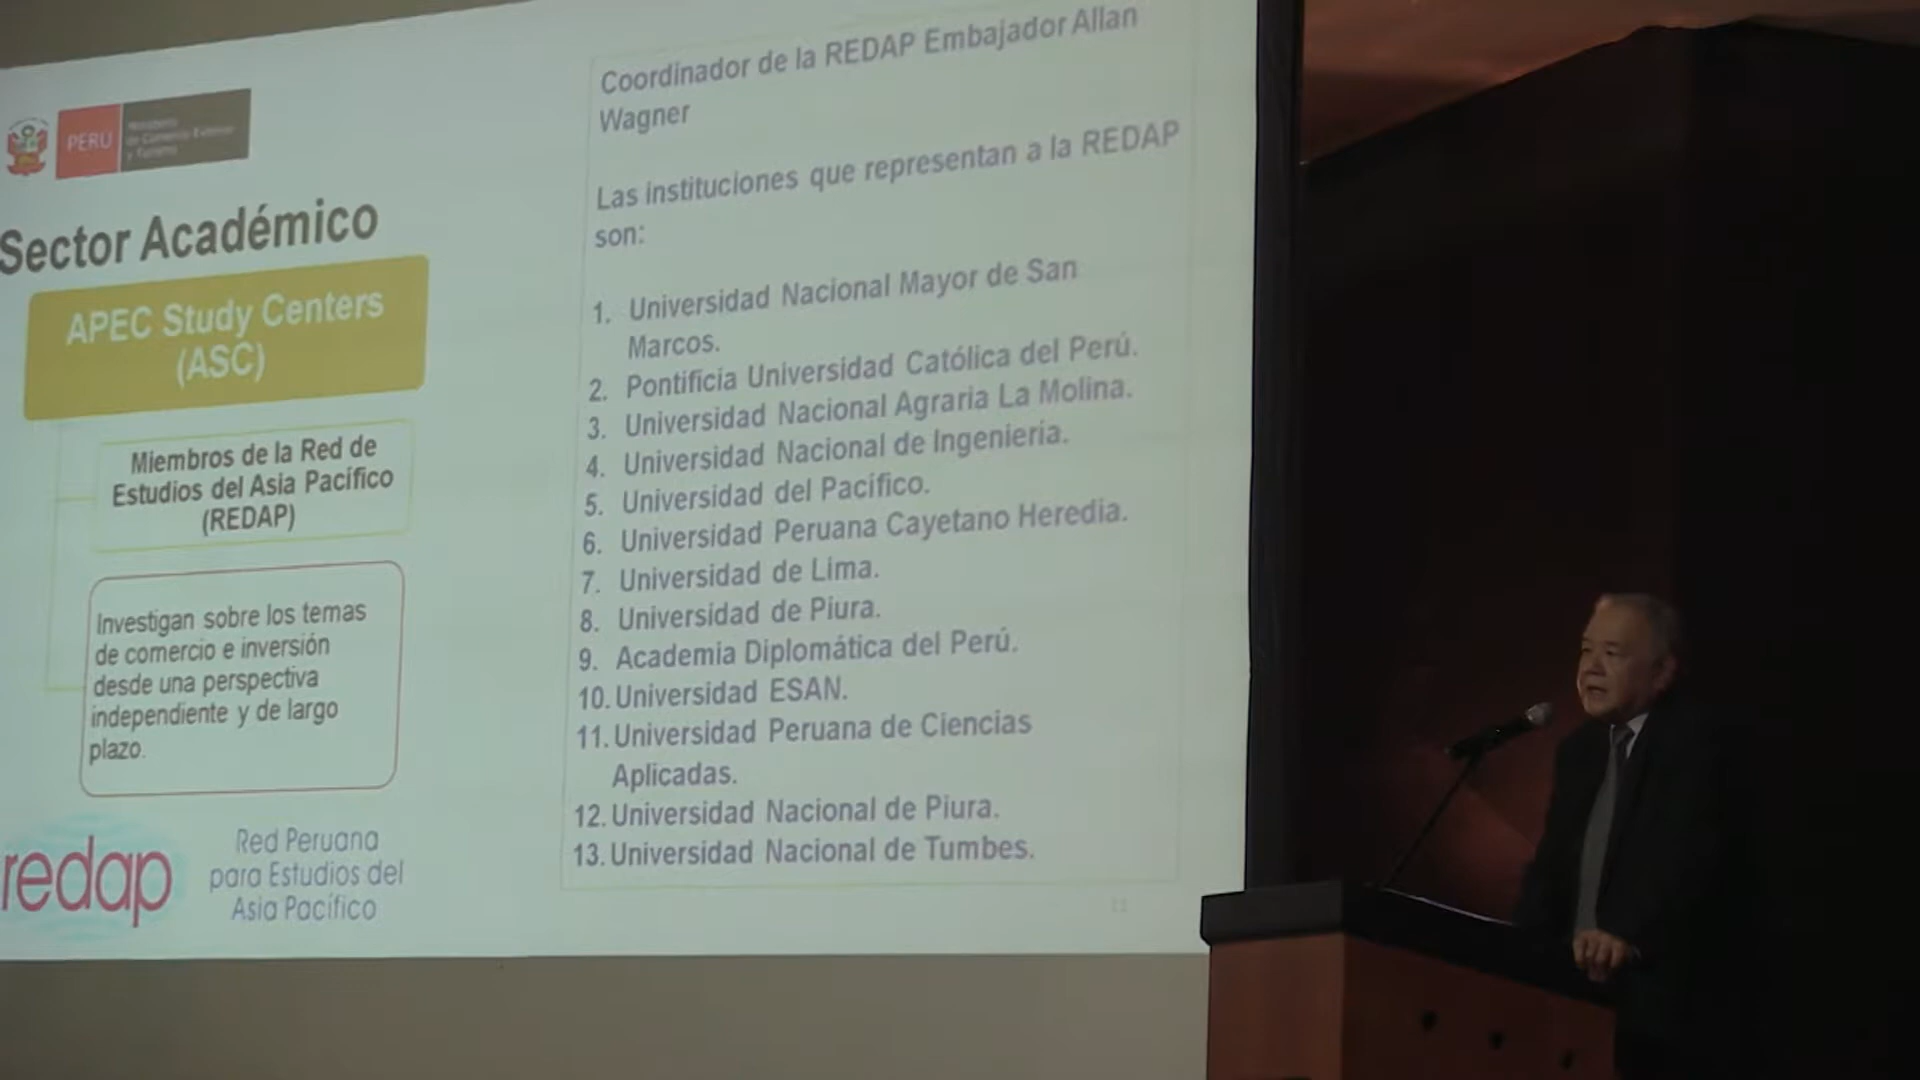 PERÚ
Ministerio
de Comercio Exterior
y Turismo
Sector Académico
APEC Study Centers
(ASC)
Miembros de la Red de
Estudios del Asia Pacífico
(REDAP)
Investigan sobre los temas
de comercio e inversión
desde una perspectiva
independiente y de largo
plazo.
redap
Red Peruana
para Estudios del
Asia Pacífico
Coordinador de la REDAP Embajador Allan
Wagner
Las instituciones que representan a la REDAP
son:
1. Universidad Nacional Mayor de San
Marcos.
2. Pontificia Universidad Católica del Perú.
3. Universidad Nacional Agraria La Molina.
4. Universidad Nacional de Ingeniería.
5. Universidad del Pacífico.
6. Universidad Peruana Cayetano Heredia.
7. Universidad de Lima.
8. Universidad de Piura.
9. Academia Diplomática del Perú.
10. Universidad ESAN.
11. Universidad Peruana de Ciencias
Aplicadas.
12. Universidad Nacional de Piura.
13. Universidad Nacional de Tumbes.